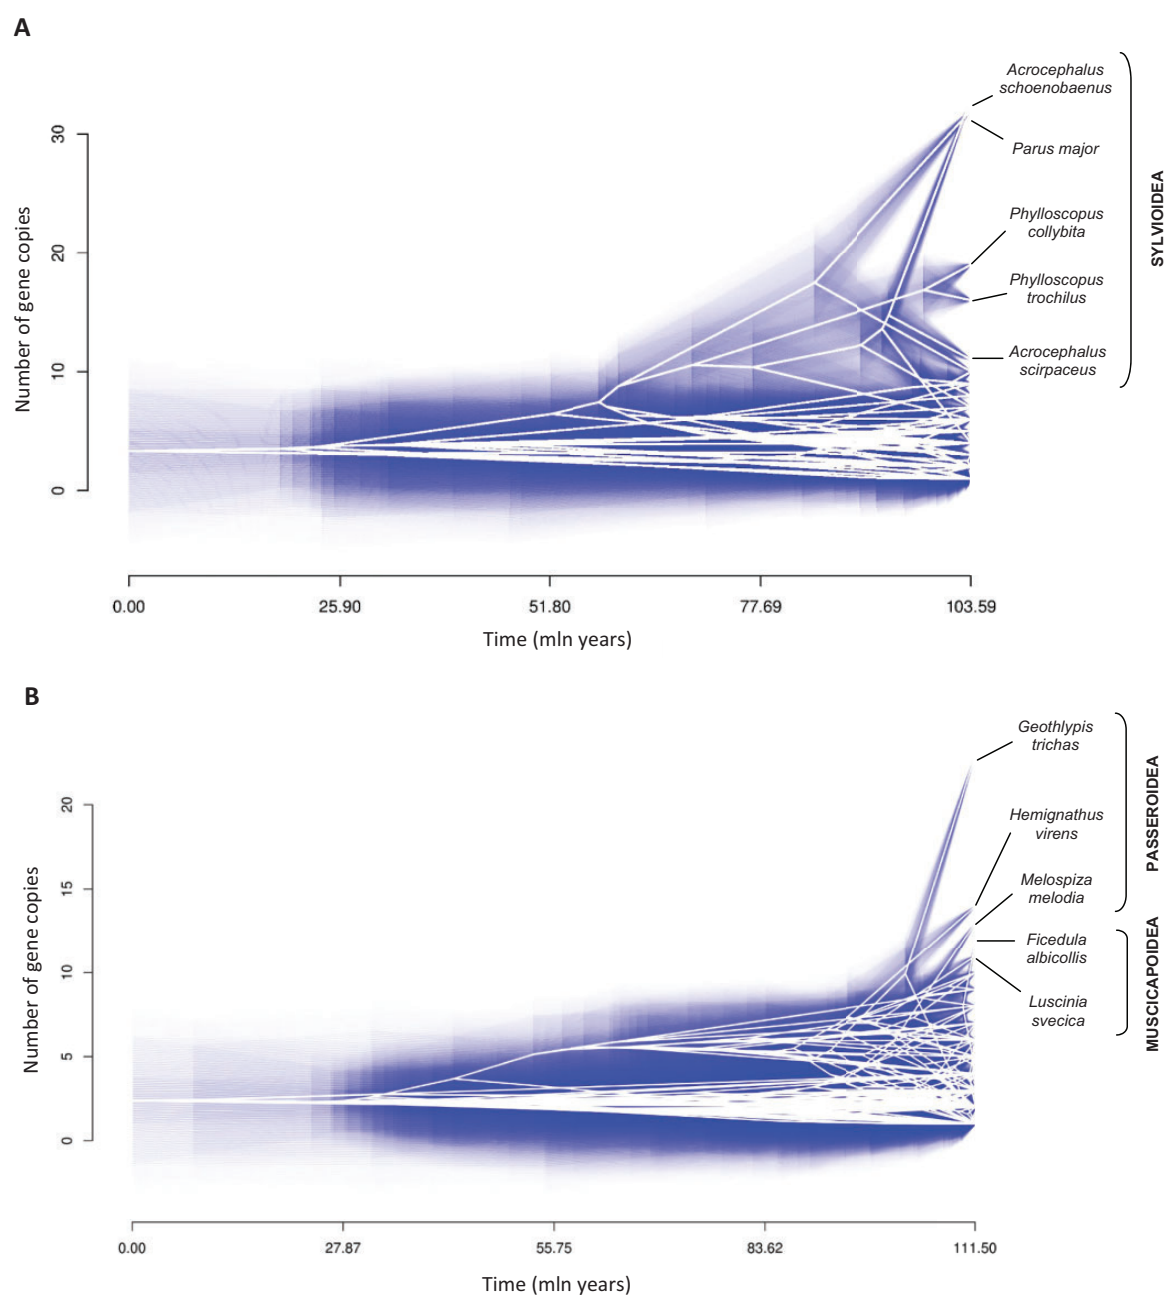 A
Acrocephalus
schoenobaenus
Parus major
Phylloscopus
collybita
Phylloscopus
trochilus
Acrocephalus
scirpaceus
SYLVIOIDEA
Number of gene copies
30
20
10
0
0.00 25.90 51.80 77.69 103.59
Time (mln years)
B
Geothlypis
trichas
Hemignathus
virens
Melospiza
melodia
Ficedula
albicollis
Luscinia
svecica
PASSEROIDEA
MUSCICAPOIDEA
Number of gene copies
20
15
10
5
0
0.00 27.87 55.75 83.62 111.50
Time (mln years)